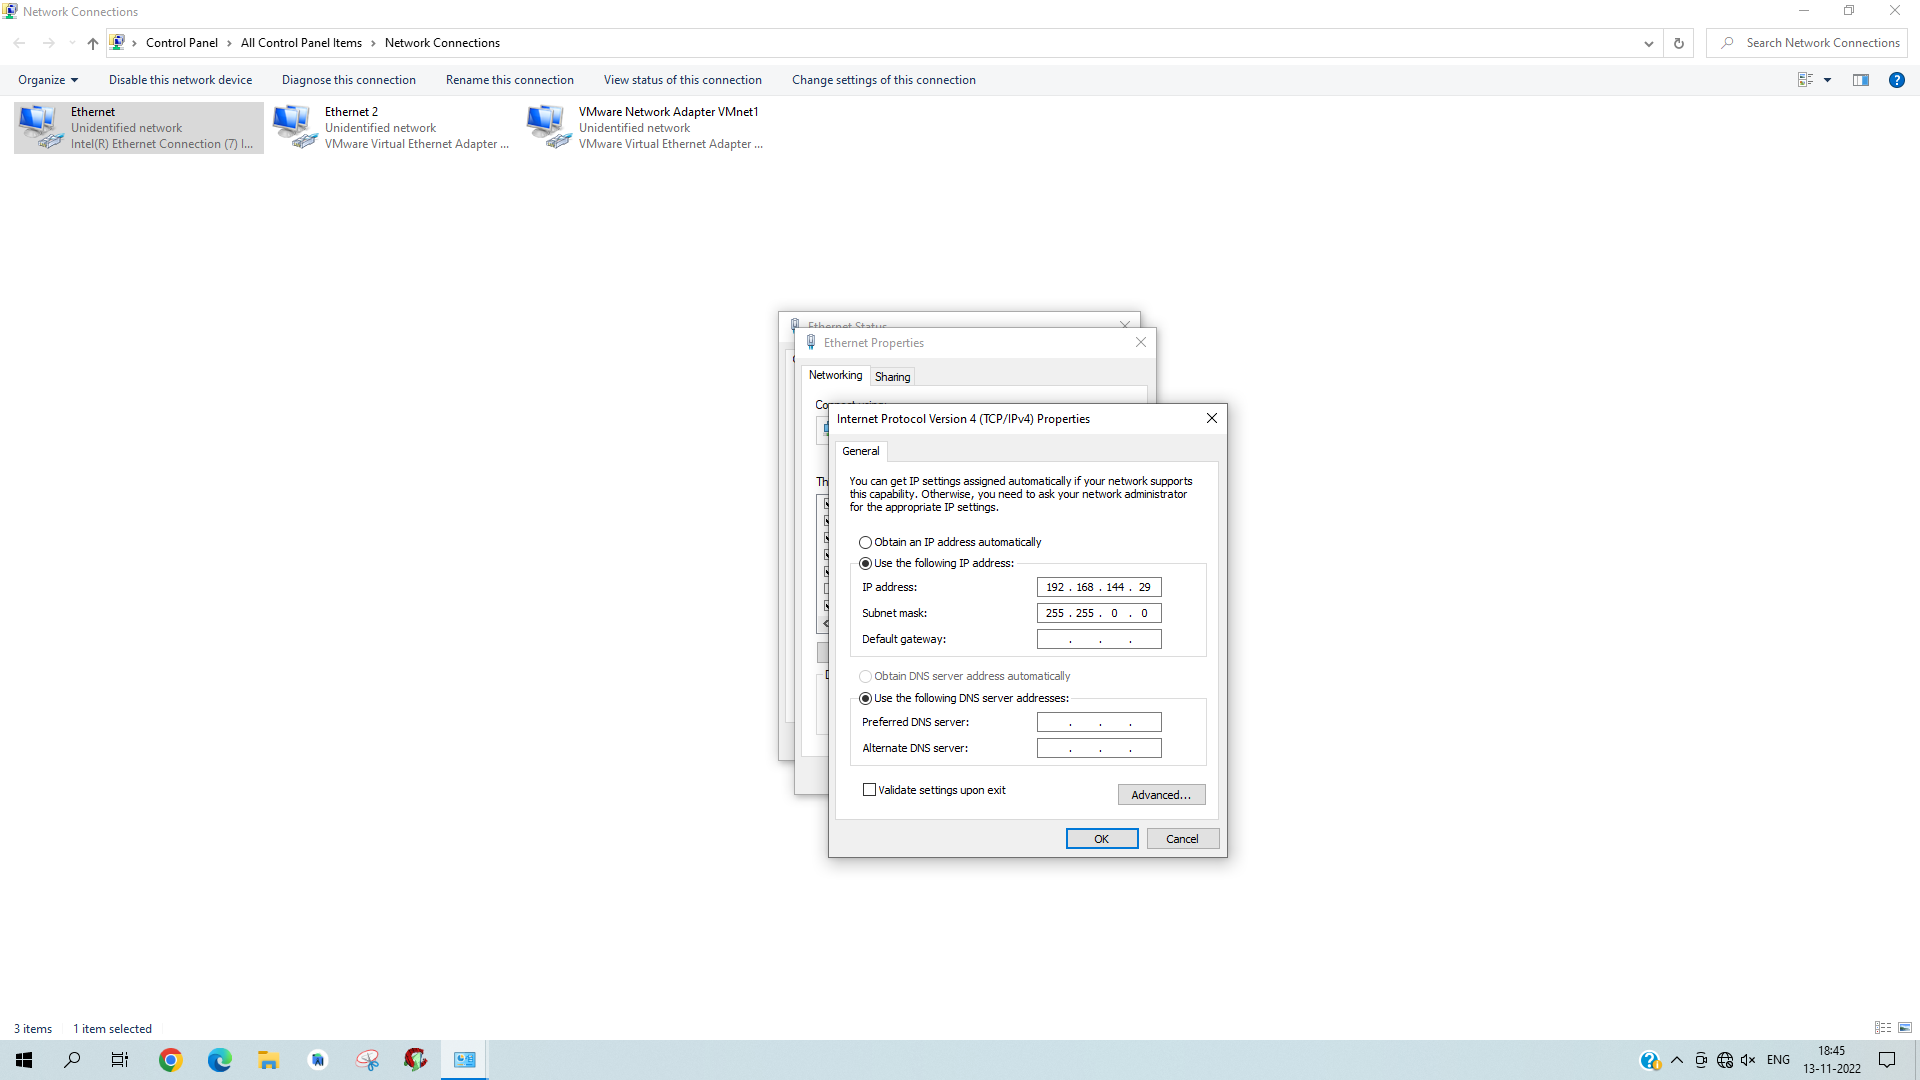 Network Connections
Control Panel › All Control Panel Items › Network Connections
Search Network Connections
Organize
Disable this network device
Diagnose this connection
Rename this connection
View status of this connection
Change settings of this connection
Ethernet
Unidentified network
Intel(R) Ethernet Connection (7) I...
Ethernet 2
Unidentified network
VMware Virtual Ethernet Adapter ...
VMware Network Adapter VMnet1
Unidentified network
VMware Virtual Ethernet Adapter ...
Ethernet Status
Ethernet Properties
Networking
Sharing
Internet Protocol Version 4 (TCP/IPv4) Properties
General
You can get IP settings assigned automatically if your network supports
this capability. Otherwise, you need to ask your network administrator
for the appropriate IP settings.
Obtain an IP address automatically
Use the following IP address:
IP address: 192 . 168 . 144 . 29
Subnet mask: 255 . 255 . 0 . 0
Default gateway: . . .
Obtain DNS server address automatically
Use the following DNS server addresses:
Preferred DNS server: . . .
Alternate DNS server: . . .
Validate settings upon exit
Advanced...
OK
Cancel
3 items
1 item selected
ENG
18:45
13-11-2022